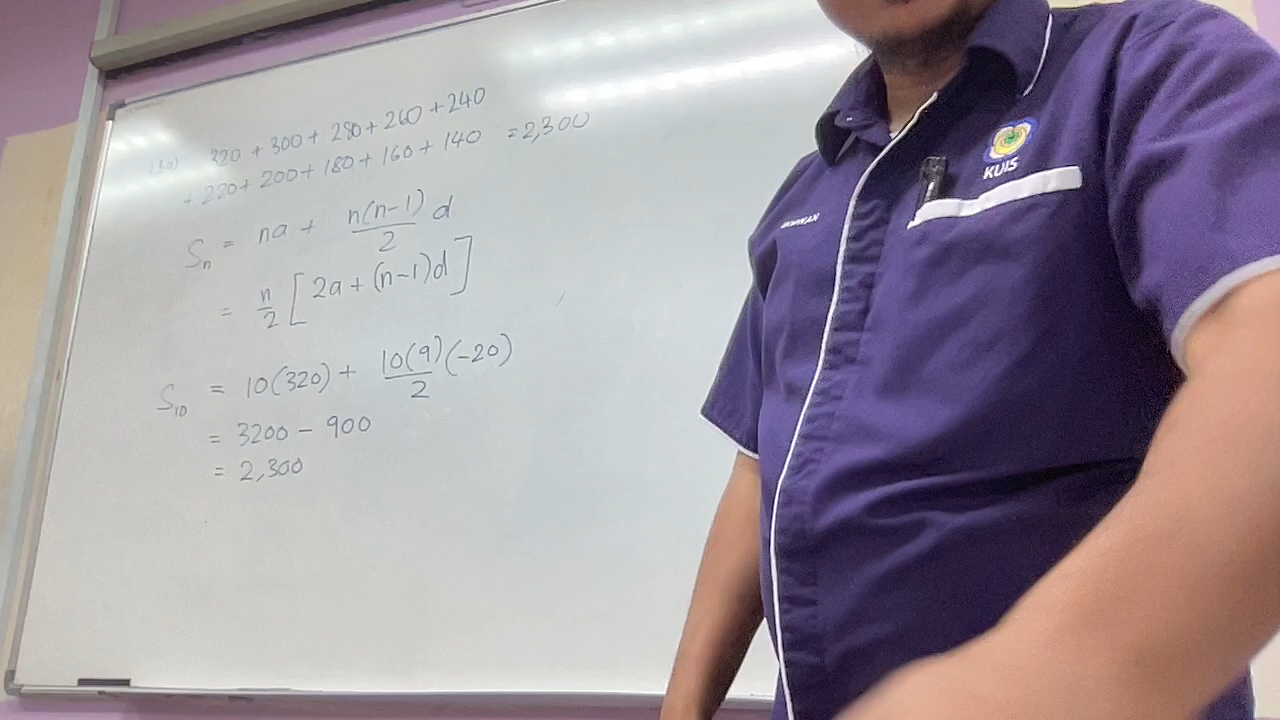 320 + 300 + 280 + 260 + 240
+ 220 + 200 + 180 + 160 + 140 = 2,300
Sn = na + n(n-1)/2 d
= n/2 [2a + (n-1)d]
S10 = 10(320) + 10(9)/2 (-20)
= 3200 - 900
= 2,300
KUIS